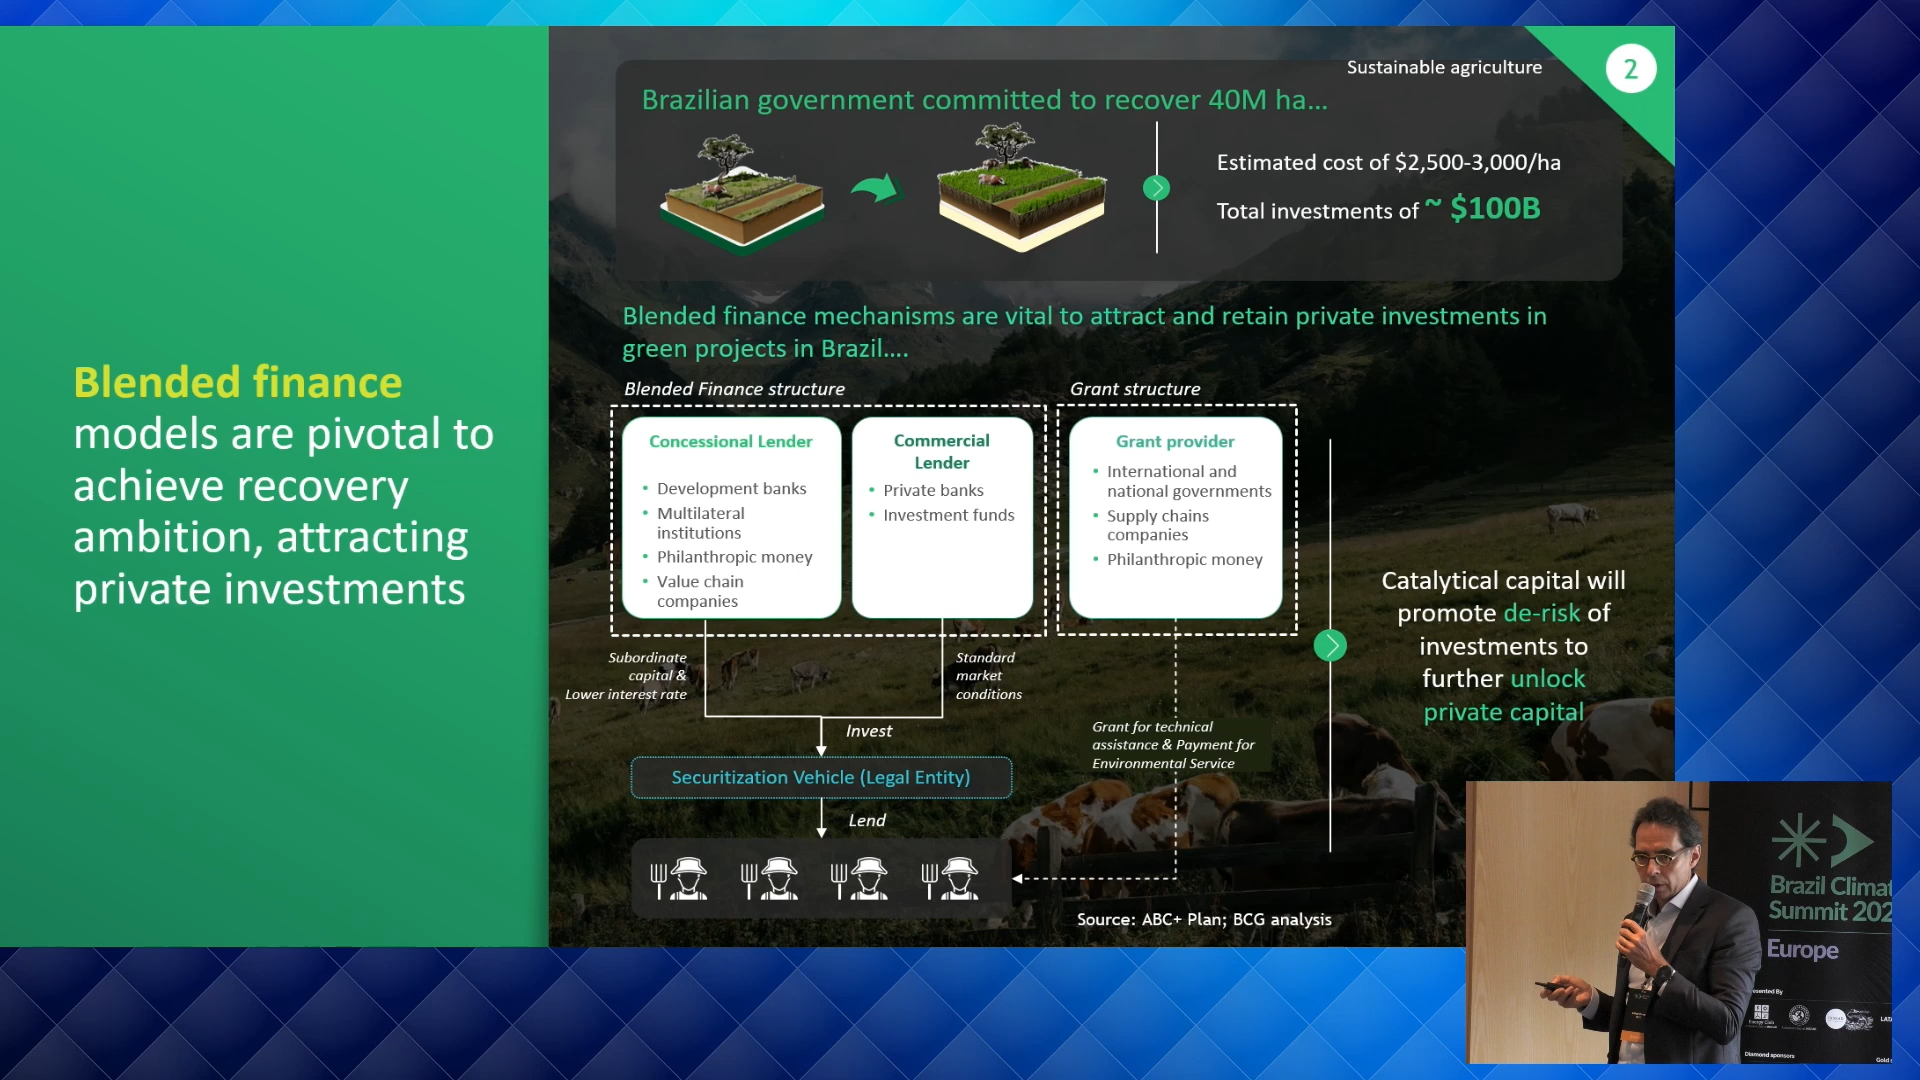 Blended finance
models are pivotal to
achieve recovery
ambition, attracting
private investments
Sustainable agriculture
2
Brazilian government committed to recover 40M ha...
Estimated cost of $2,500-3,000/ha
Total investments of ~ $100B
Blended finance mechanisms are vital to attract and retain private investments in
green projects in Brazil....
Blended Finance structure
Grant structure
Concessional Lender
• Development banks
• Multilateral
institutions
• Philanthropic money
• Value chain
companies
Commercial
Lender
• Private banks
• Investment funds
Grant provider
• International and
national governments
• Supply chains
companies
• Philanthropic money
Subordinate
capital &
Lower interest rate
Standard
market
conditions
Invest
Securitization Vehicle (Legal Entity)
Lend
Grant for technical
assistance & Payment for
Environmental Service
Catalytical capital will
promote de-risk of
investments to
further unlock
private capital
Source: ABC+ Plan; BCG analysis
Brazil Climat
Summit 202
Europe
esented By
Diamond sponsors
Gold